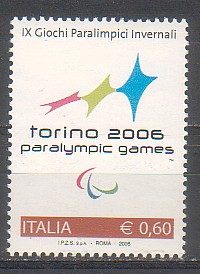 IX Giochi Paralimpici Invernali
torino 2006
paralympic games
ITALIA € 0,60
I.P.Z.S. S.p.A. - ROMA - 2006